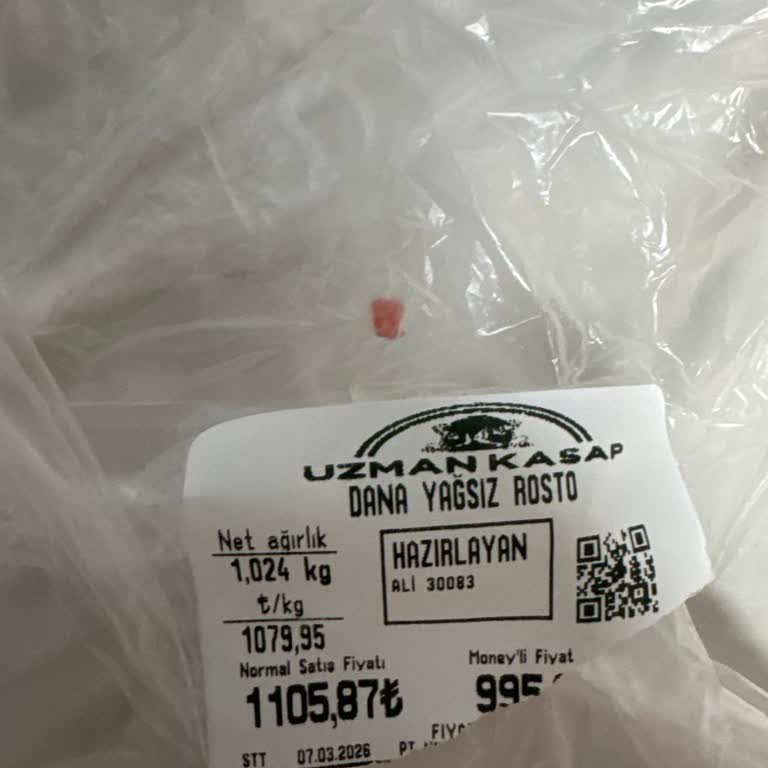 UZMAN KASAP
DANA YAĞSIZ ROSTO
Net ağırlık
1,024 kg
₺/kg
1079,95
HAZIRLAYAN
ALİ 30083
Normal Satış Fiyatı
1105,87₺
Money'li Fiyat
995
STT 07.03.2026